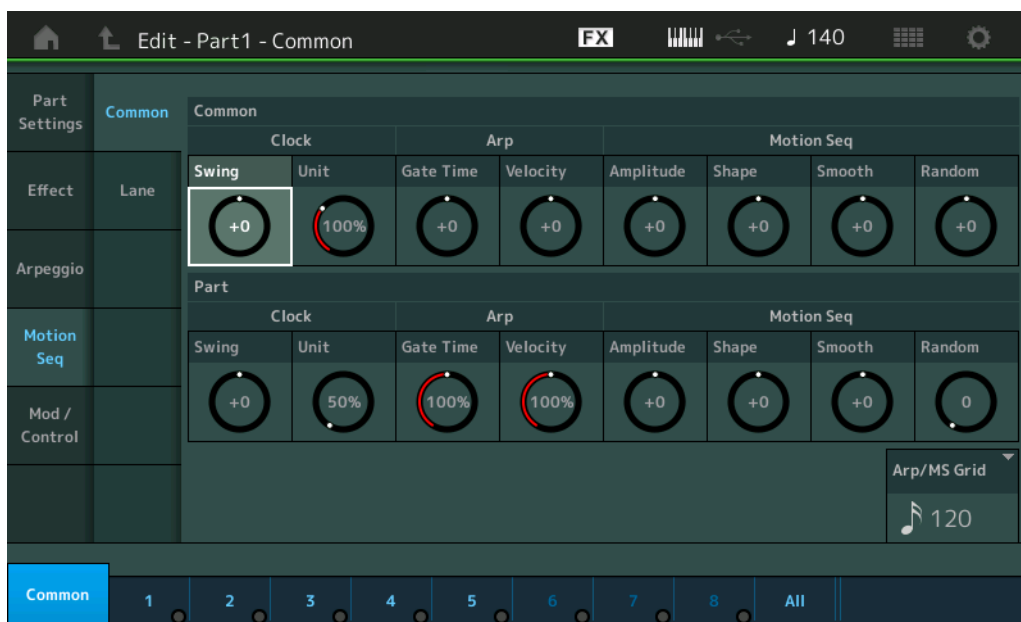 Edit - Part1 - Common
FX
140
Part
Settings
Common
Effect
Lane
Arpeggio
Motion
Seq
Mod /
Control
Common
Clock Arp Motion Seq
Swing Unit Gate Time Velocity Amplitude Shape Smooth Random
+0 100% +0 +0 +0 +0 +0 +0
Part
Clock Arp Motion Seq
Swing Unit Gate Time Velocity Amplitude Shape Smooth Random
+0 50% 100% 100% +0 +0 +0 0
Arp/MS Grid
120
Common 1 2 3 4 5 6 7 8 All